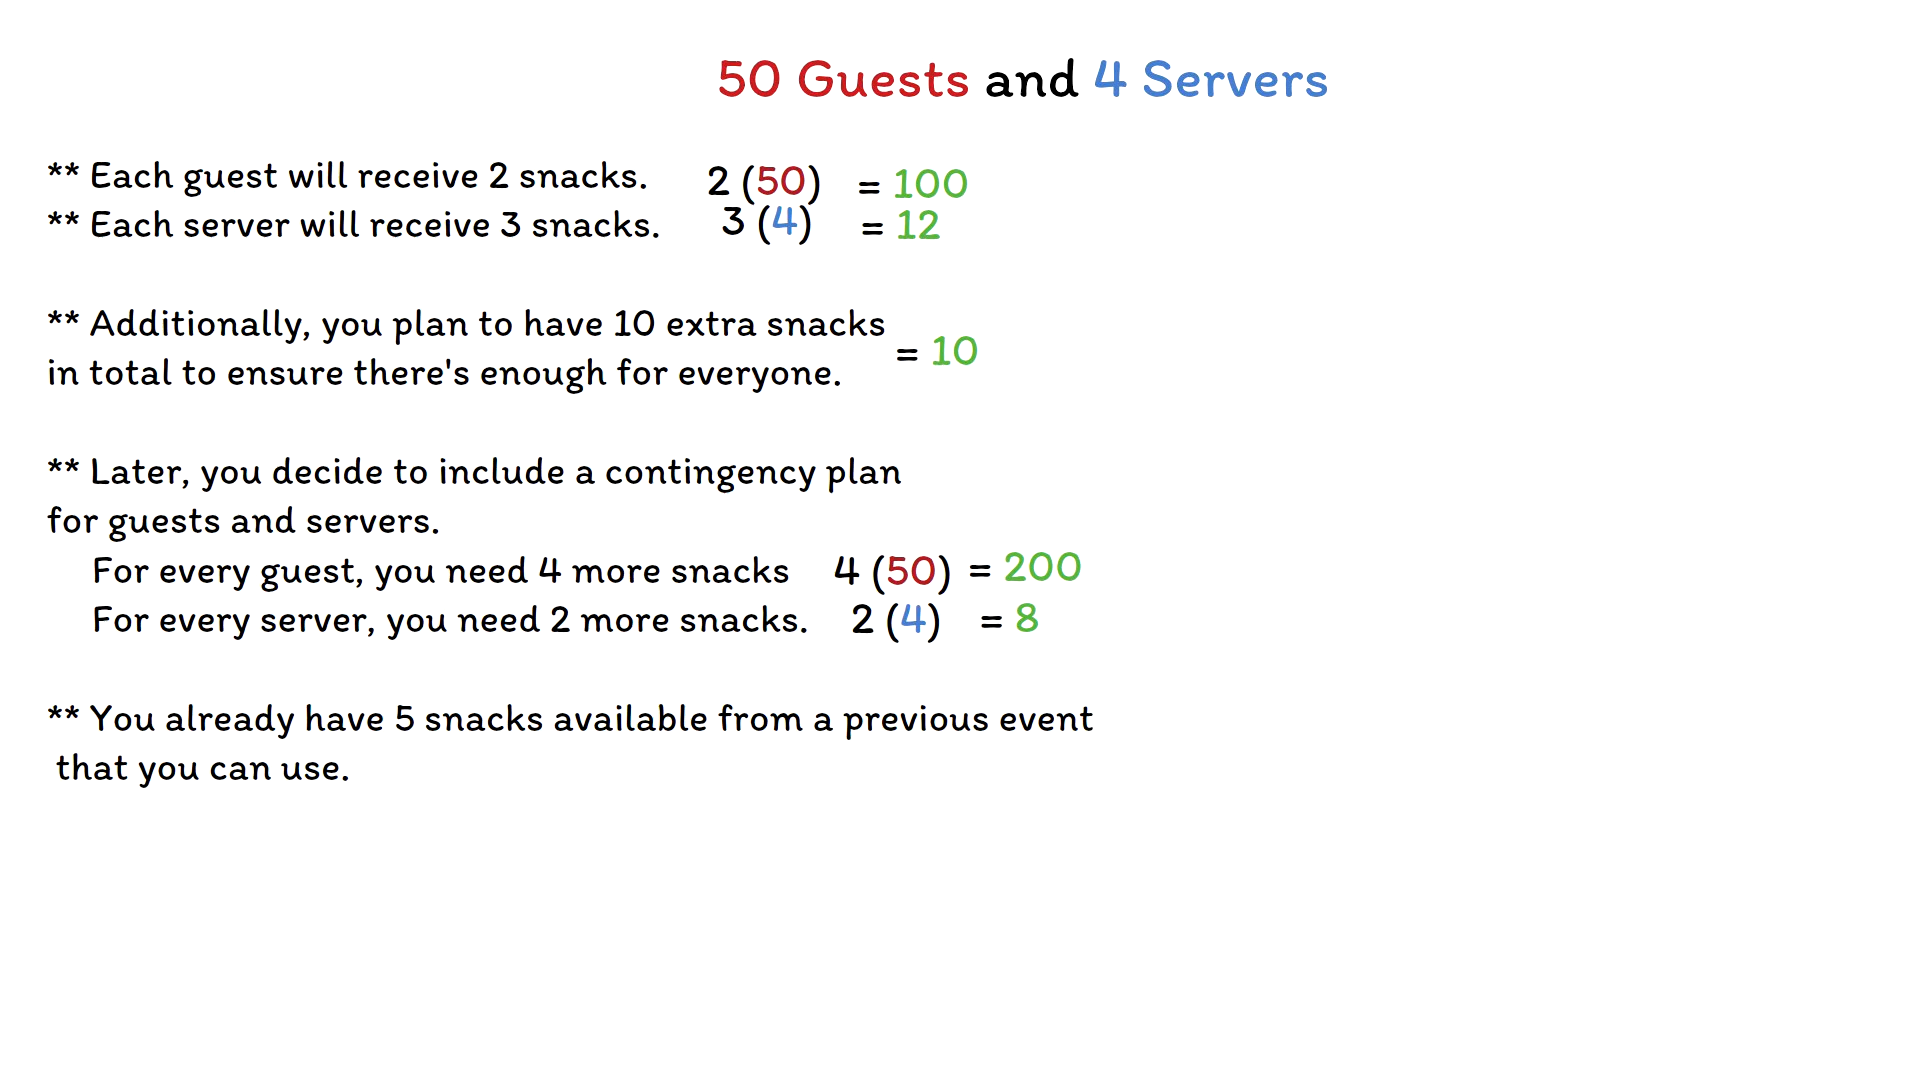 50 Guests and 4 Servers
** Each guest will receive 2 snacks. 2 (50) = 100
** Each server will receive 3 snacks. 3 (4) = 12
** Additionally, you plan to have 10 extra snacks
in total to ensure there's enough for everyone. = 10
** Later, you decide to include a contingency plan
for guests and servers.
For every guest, you need 4 more snacks 4 (50) = 200
For every server, you need 2 more snacks. 2 (4) = 8
** You already have 5 snacks available from a previous event
that you can use.